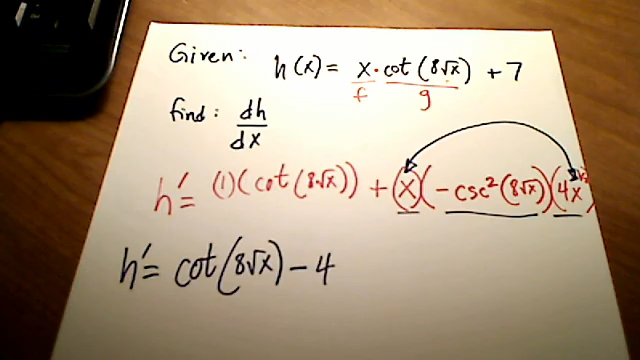 Given: h(x) = x · cot(8√x) + 7
f g
find: dh/dx
h' = (1)(cot(8√x)) + (x)(-csc²(8√x))(4x
h' = cot(8√x) - 4